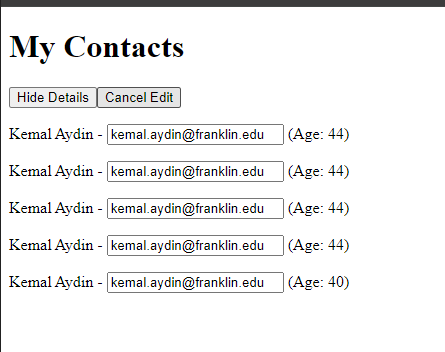 My Contacts
Hide Details Cancel Edit
Kemal Aydin - kemal.aydin@franklin.edu (Age: 44)
Kemal Aydin - kemal.aydin@franklin.edu (Age: 44)
Kemal Aydin - kemal.aydin@franklin.edu (Age: 44)
Kemal Aydin - kemal.aydin@franklin.edu (Age: 44)
Kemal Aydin - kemal.aydin@franklin.edu (Age: 40)